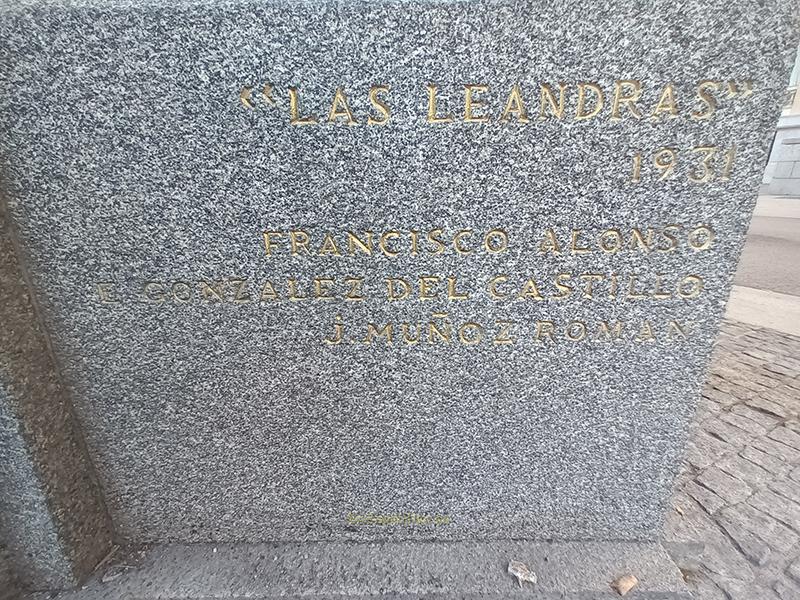 “LAS LEANDRAS”
1931
FRANCISCO ALONSO
E. GONZALEZ DEL CASTILLO
J. MUÑOZ ROMAN